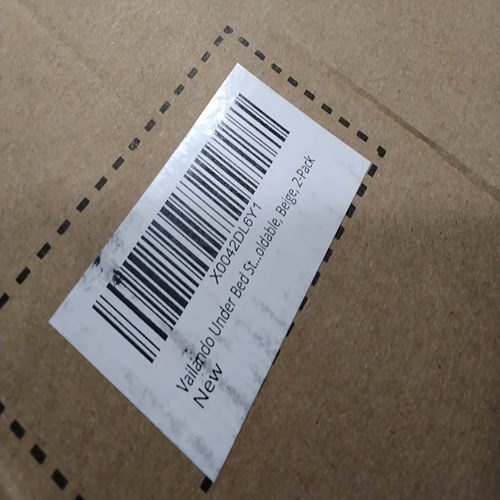 X0042DL6Y1
Vailando Under Bed St...oldable, Beige, 2-Pack
New